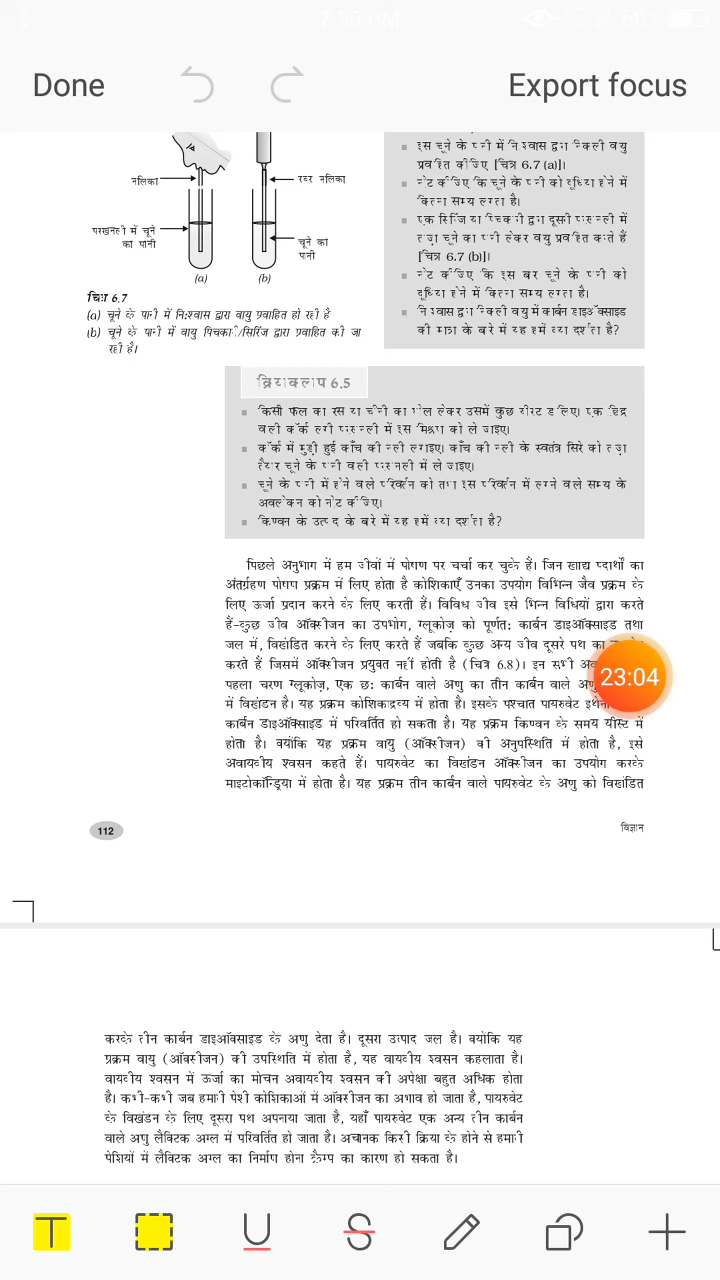 7:59 PM
60%
Done
Export focus
नलिका
रबर नलिका
परखनली में चूने
का पानी
चूने का
पानी
(a)
(b)
चित्र 6.7
(a) चूने के पानी में निःश्वास द्वारा वायु प्रवाहित हो रही है
(b) चूने के पानी में वायु पिचकारी/सिरिंज द्वारा प्रवाहित की जा
रही है।
इस चूने के पानी में निःश्वास द्वारा निकली वायु
प्रवाहित कीजिए [चित्र 6.7 (a)]।
नोट कीजिए कि चूने के पानी को दूधिया होने में
कितना समय लगता है।
एक सिरिंज या पिचकारी द्वारा दूसरी परखनली में
ताज़ा चूने का पानी लेकर वायु प्रवाहित करते हैं
[चित्र 6.7 (b)]।
नोट कीजिए कि इस बार चूने के पानी को
दूधिया होने में कितना समय लगता है।
निःश्वास द्वारा निकली वायु में कार्बन डाइऑक्साइड
की मात्रा के बारे में यह हमें क्या दर्शाता है?
क्रियाकलाप 6.5
किसी फल का रस या चीनी का घोल लेकर उसमें कुछ यीस्ट डालिए। एक छिद्र
वाली कॉर्क लगी परखनली में इस मिश्रण को ले जाइए।
कॉर्क में मुड़ी हुई काँच की नली लगाइए। काँच की नली के स्वतंत्र सिरे को ताज़ा
तैयार चूने के पानी वाली परखनली में ले जाइए।
चूने के पानी में होने वाले परिवर्तन को तथा इस परिवर्तन में लगने वाले समय के
अवलोकन को नोट कीजिए।
किण्वन के उत्पाद के बारे में यह हमें क्या दर्शाता है?
पिछले अनुभाग में हम जीवों में पोषण पर चर्चा कर चुके हैं। जिन खाद्य पदार्थों का
अंतर्ग्रहण पोषण प्रक्रम में लिए होता है कोशिकाएँ उनका उपयोग विभिन्न जैव प्रक्रम के
लिए ऊर्जा प्रदान करने के लिए करती हैं। विविध जीव इसे भिन्न विधियों द्वारा करते
हैं–कुछ जीव ऑक्सीजन का उपभोग, ग्लूकोज़ को पूर्णतः कार्बन डाइऑक्साइड तथा
जल में, विखंडित करने के लिए करते हैं जबकि कुछ अन्य जीव दूसरे पथ का
करते हैं जिसमें ऑक्सीजन प्रयुक्त नहीं होती है (चित्र 6.8)। इन सभी
पहला चरण ग्लूकोज़, एक छः कार्बन वाले अणु का तीन कार्बन वाले
23:04
में विखंडन है। यह प्रक्रम कोशिकाद्रव्य में होता है। इसके पश्चात पायरुवेट
कार्बन डाइऑक्साइड में परिवर्तित हो सकता है। यह प्रक्रम किण्वन के समय यीस्ट में
होता है। क्योंकि यह प्रक्रम वायु (ऑक्सीजन) की अनुपस्थिति में होता है, इसे
अवायवीय श्वसन कहते हैं। पायरुवेट का विखंडन ऑक्सीजन का उपयोग करके
माइटोकॉन्ड्रिया में होता है। यह प्रक्रम तीन कार्बन वाले पायरुवेट के अणु को विखंडित
112
विज्ञान
करके तीन कार्बन डाइऑक्साइड के अणु देता है। दूसरा उत्पाद जल है। क्योंकि यह
प्रक्रम वायु (ऑक्सीजन) की उपस्थिति में होता है, यह वायवीय श्वसन कहलाता है।
वायवीय श्वसन में ऊर्जा का मोचन अवायवीय श्वसन की अपेक्षा बहुत अधिक होता
है। कभी-कभी जब हमारी पेशी कोशिकाओं में ऑक्सीजन का अभाव हो जाता है, पायरुवेट
के विखंडन के लिए दूसरा पथ अपनाया जाता है, यहाँ पायरुवेट एक अन्य तीन कार्बन
वाले अणु लैक्टिक अम्ल में परिवर्तित हो जाता है। अचानक किसी क्रिया के होने से हमारी
पेशियों में लैक्टिक अम्ल का निर्माण होना क्रैम्प का कारण हो सकता है।